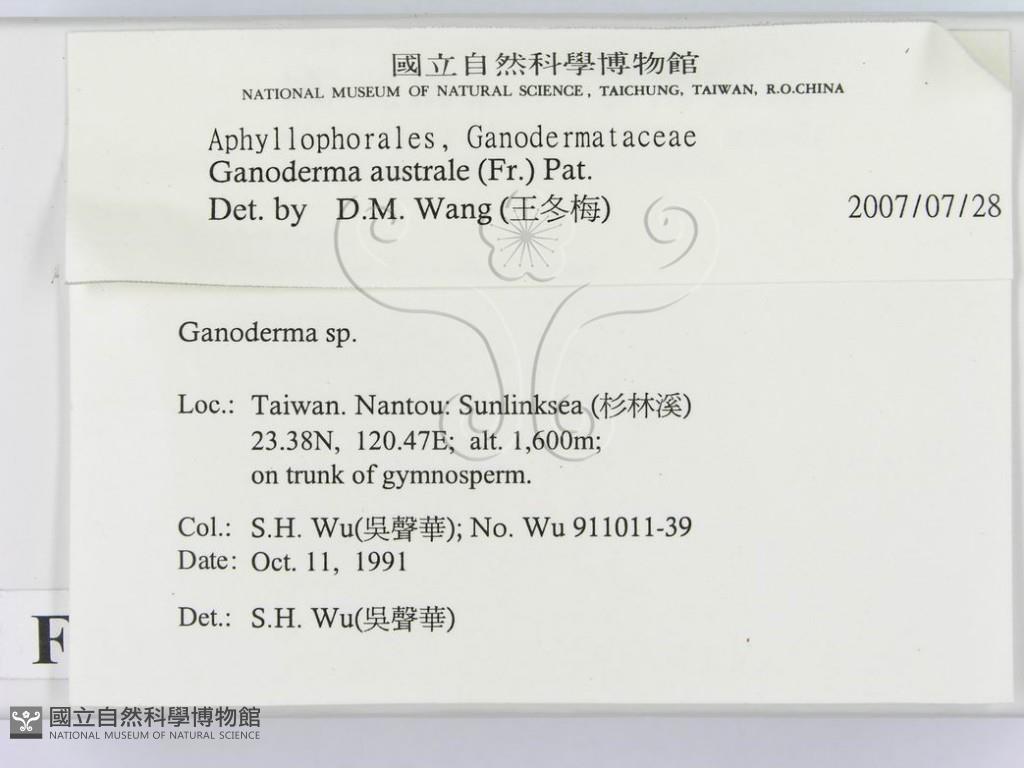 國立自然科學博物館
NATIONAL MUSEUM OF NATURAL SCIENCE, TAICHUNG, TAIWAN, R.O.CHINA
Aphyllophorales, Ganodermataceae
Ganoderma australe (Fr.) Pat.
Det. by D.M. Wang (王冬梅) 2007/07/28
Ganoderma sp.
Loc.: Taiwan. Nantou: Sunlinksea (杉林溪)
23.38N, 120.47E; alt. 1,600m;
on trunk of gymnosperm.
Col.: S.H. Wu(吳聲華); No. Wu 911011-39
Date: Oct. 11, 1991
Det.: S.H. Wu(吳聲華)
F
國立自然科學博物館
NATIONAL MUSEUM OF NATURAL SCIENCE